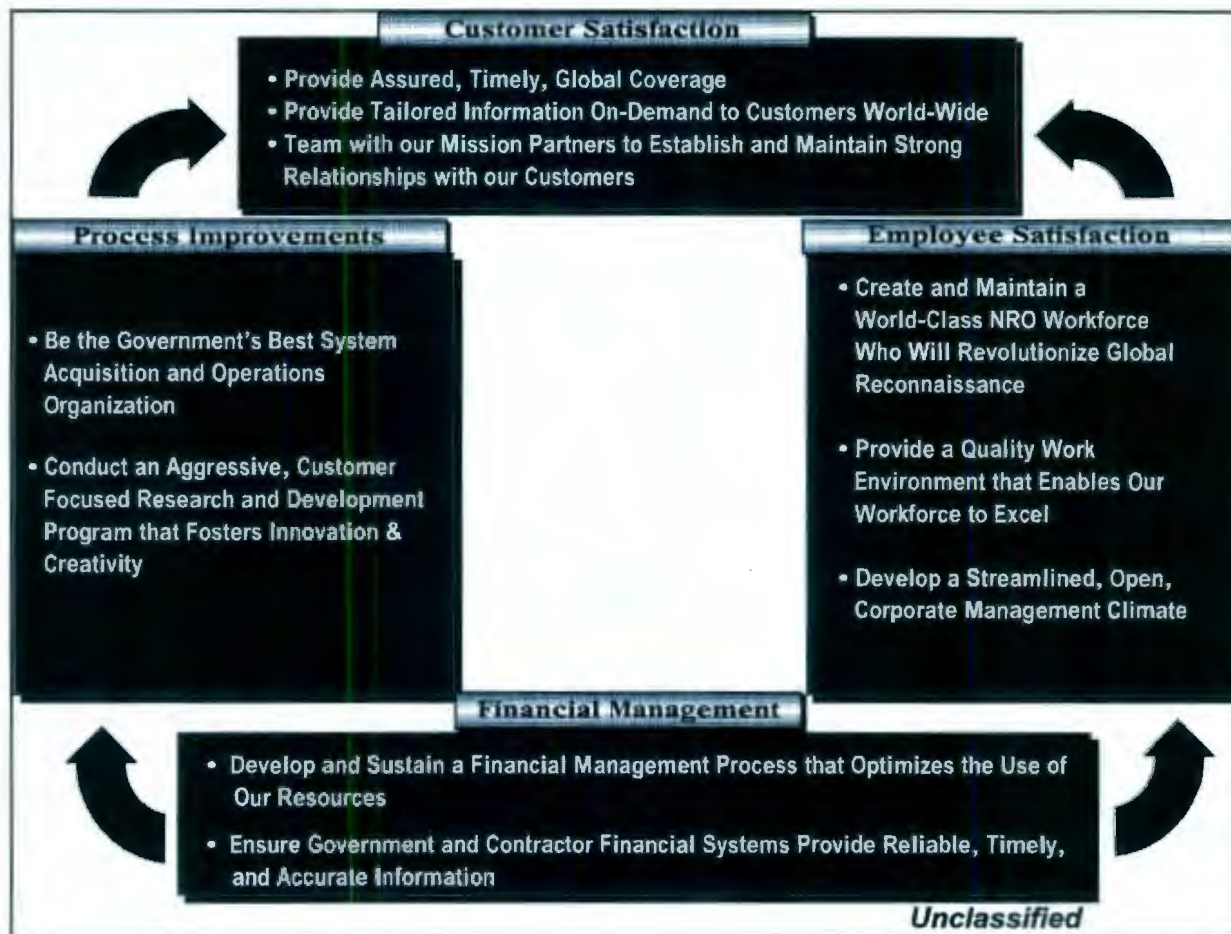 Customer Satisfaction
• Provide Assured, Timely, Global Coverage
• Provide Tailored Information On-Demand to Customers World-Wide
• Team with our Mission Partners to Establish and Maintain Strong
Relationships with our Customers
Process Improvements
• Be the Government's Best System
Acquisition and Operations
Organization
• Conduct an Aggressive, Customer
Focused Research and Development
Program that Fosters Innovation &
Creativity
Employee Satisfaction
• Create and Maintain a
World-Class NRO Workforce
Who Will Revolutionize Global
Reconnaissance
• Provide a Quality Work
Environment that Enables Our
Workforce to Excel
• Develop a Streamlined, Open,
Corporate Management Climate
Financial Management
• Develop and Sustain a Financial Management Process that Optimizes the Use of
Our Resources
• Ensure Government and Contractor Financial Systems Provide Reliable, Timely,
and Accurate Information
Unclassified